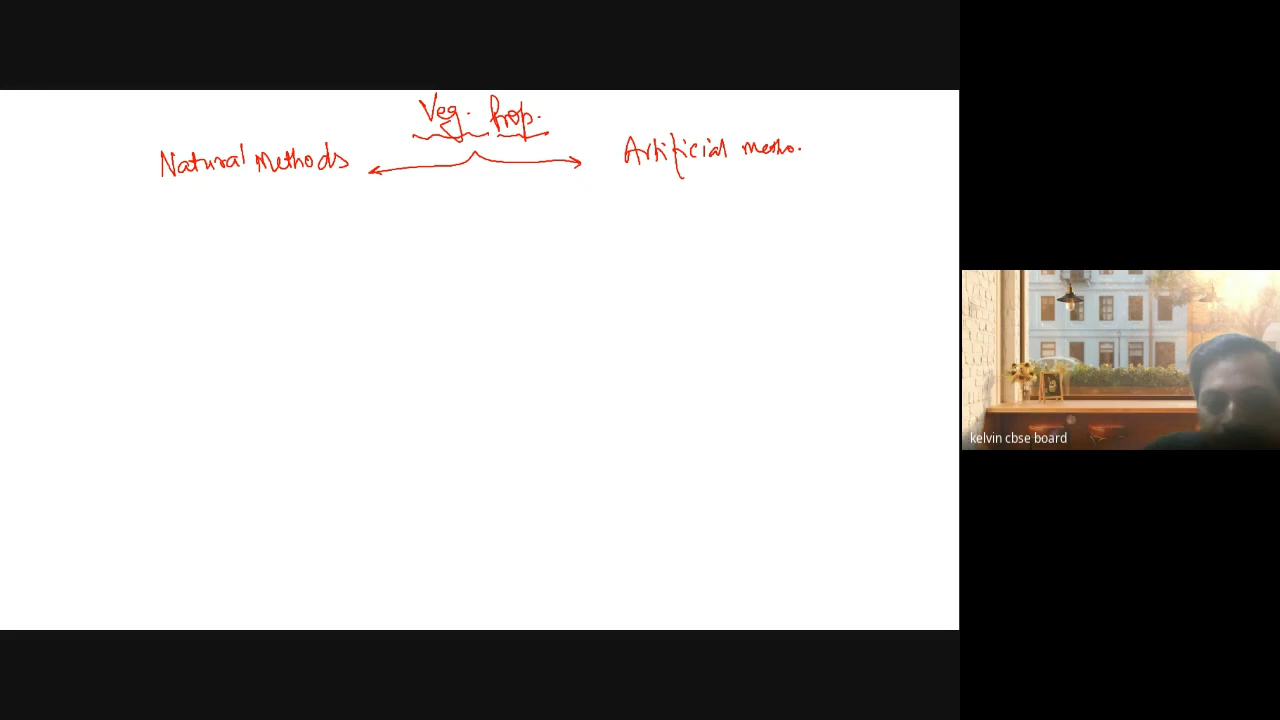 Veg. Prop.
Natural Methods
Artificial metho.
kelvin cbse board